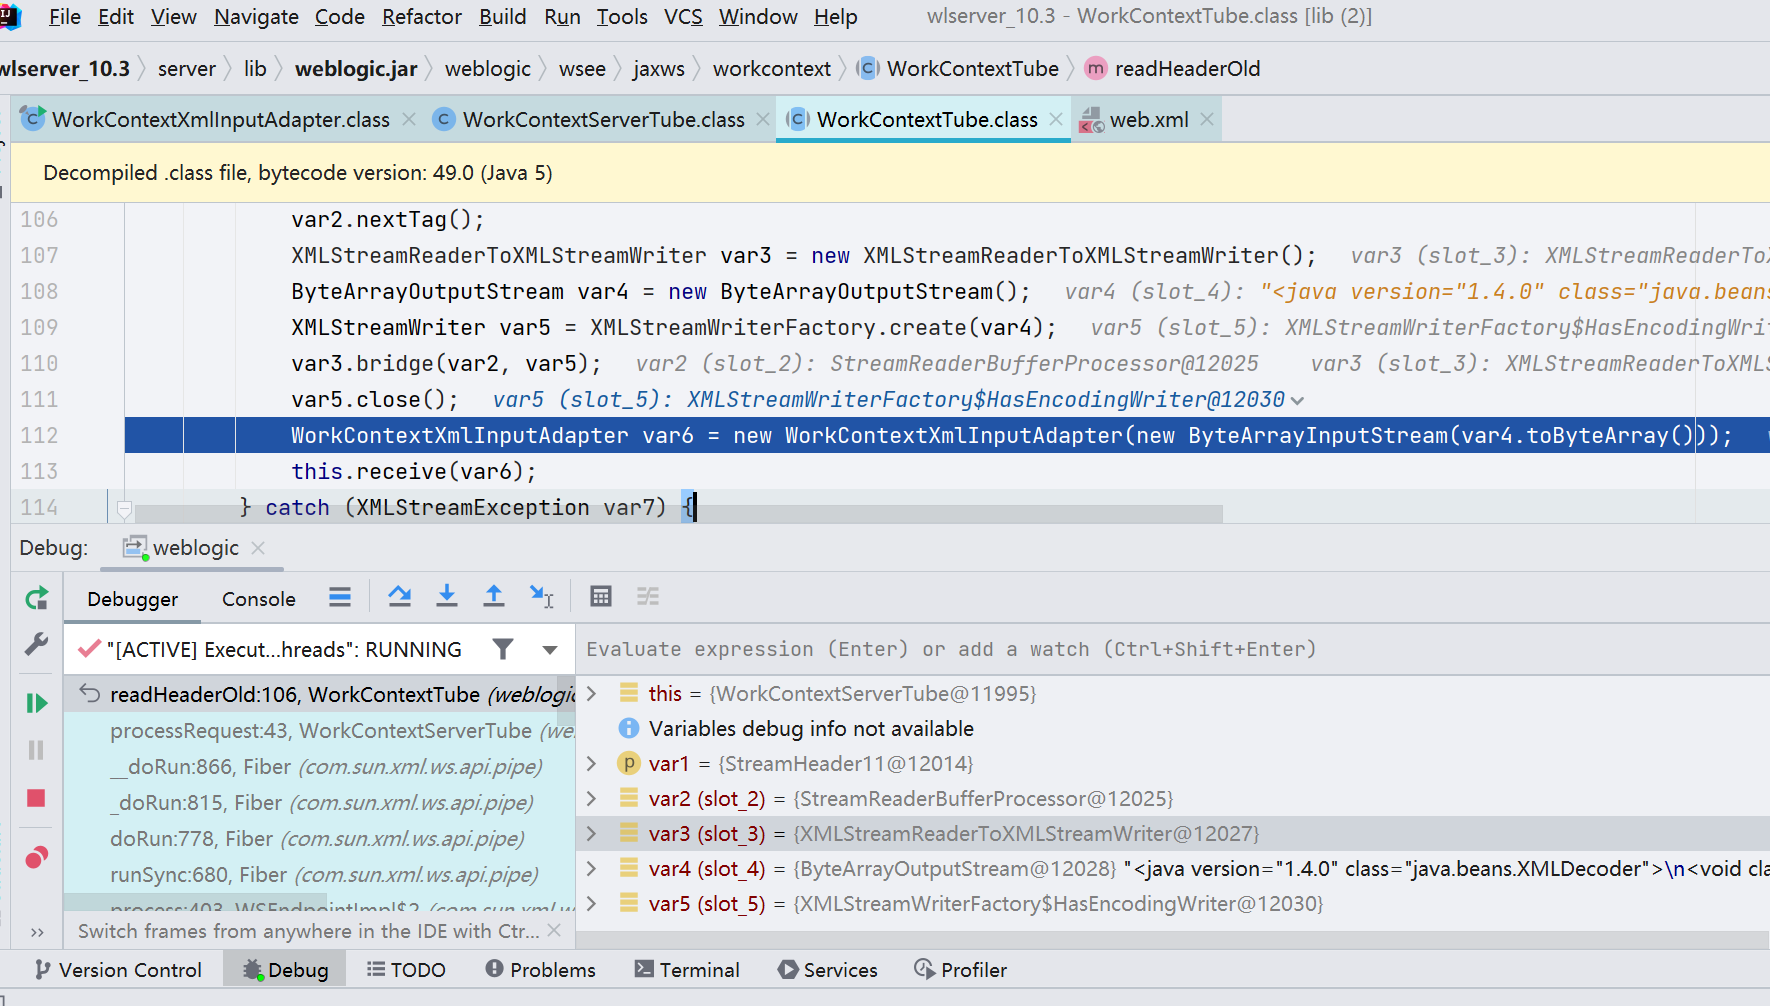 File Edit View Navigate Code Refactor Build Run Tools VCS Window Help wlserver_10.3 - WorkContextTube.class [lib (2)]
wlserver_10.3 server lib weblogic.jar weblogic wsee jaxws workcontext WorkContextTube readHeaderOld
WorkContextXmlInputAdapter.class WorkContextServerTube.class WorkContextTube.class web.xml
Decompiled .class file, bytecode version: 49.0 (Java 5)
106 var2.nextTag();
107 XMLStreamReaderToXMLStreamWriter var3 = new XMLStreamReaderToXMLStreamWriter(); var3 (slot_3): XMLStreamReaderToX
108 ByteArrayOutputStream var4 = new ByteArrayOutputStream(); var4 (slot_4): "<java version="1.4.0" class="java.beans
109 XMLStreamWriter var5 = XMLStreamWriterFactory.create(var4); var5 (slot_5): XMLStreamWriterFactory$HasEncodingWrit
110 var3.bridge(var2, var5); var2 (slot_2): StreamReaderBufferProcessor@12025 var3 (slot_3): XMLStreamReaderToXMLS
111 var5.close(); var5 (slot_5): XMLStreamWriterFactory$HasEncodingWriter@12030
112 WorkContextXmlInputAdapter var6 = new WorkContextXmlInputAdapter(new ByteArrayInputStream(var4.toByteArray()));
113 this.receive(var6);
114 } catch (XMLStreamException var7) {
Debug: weblogic
Debugger Console
"[ACTIVE] Execut...hreads": RUNNING
Evaluate expression (Enter) or add a watch (Ctrl+Shift+Enter)
readHeaderOld:106, WorkContextTube (weblogic
processRequest:43, WorkContextServerTube (we
__doRun:866, Fiber (com.sun.xml.ws.api.pipe)
_doRun:815, Fiber (com.sun.xml.ws.api.pipe)
doRun:778, Fiber (com.sun.xml.ws.api.pipe)
runSync:680, Fiber (com.sun.xml.ws.api.pipe)
process:403, WSEndpointImpl$2 (com.sun.xml.w
Switch frames from anywhere in the IDE with Ctr...
this = {WorkContextServerTube@11995}
Variables debug info not available
var1 = {StreamHeader11@12014}
var2 (slot_2) = {StreamReaderBufferProcessor@12025}
var3 (slot_3) = {XMLStreamReaderToXMLStreamWriter@12027}
var4 (slot_4) = {ByteArrayOutputStream@12028} "<java version="1.4.0" class="java.beans.XMLDecoder">\n<void cla
var5 (slot_5) = {XMLStreamWriterFactory$HasEncodingWriter@12030}
Version Control Debug TODO Problems Terminal Services Profiler